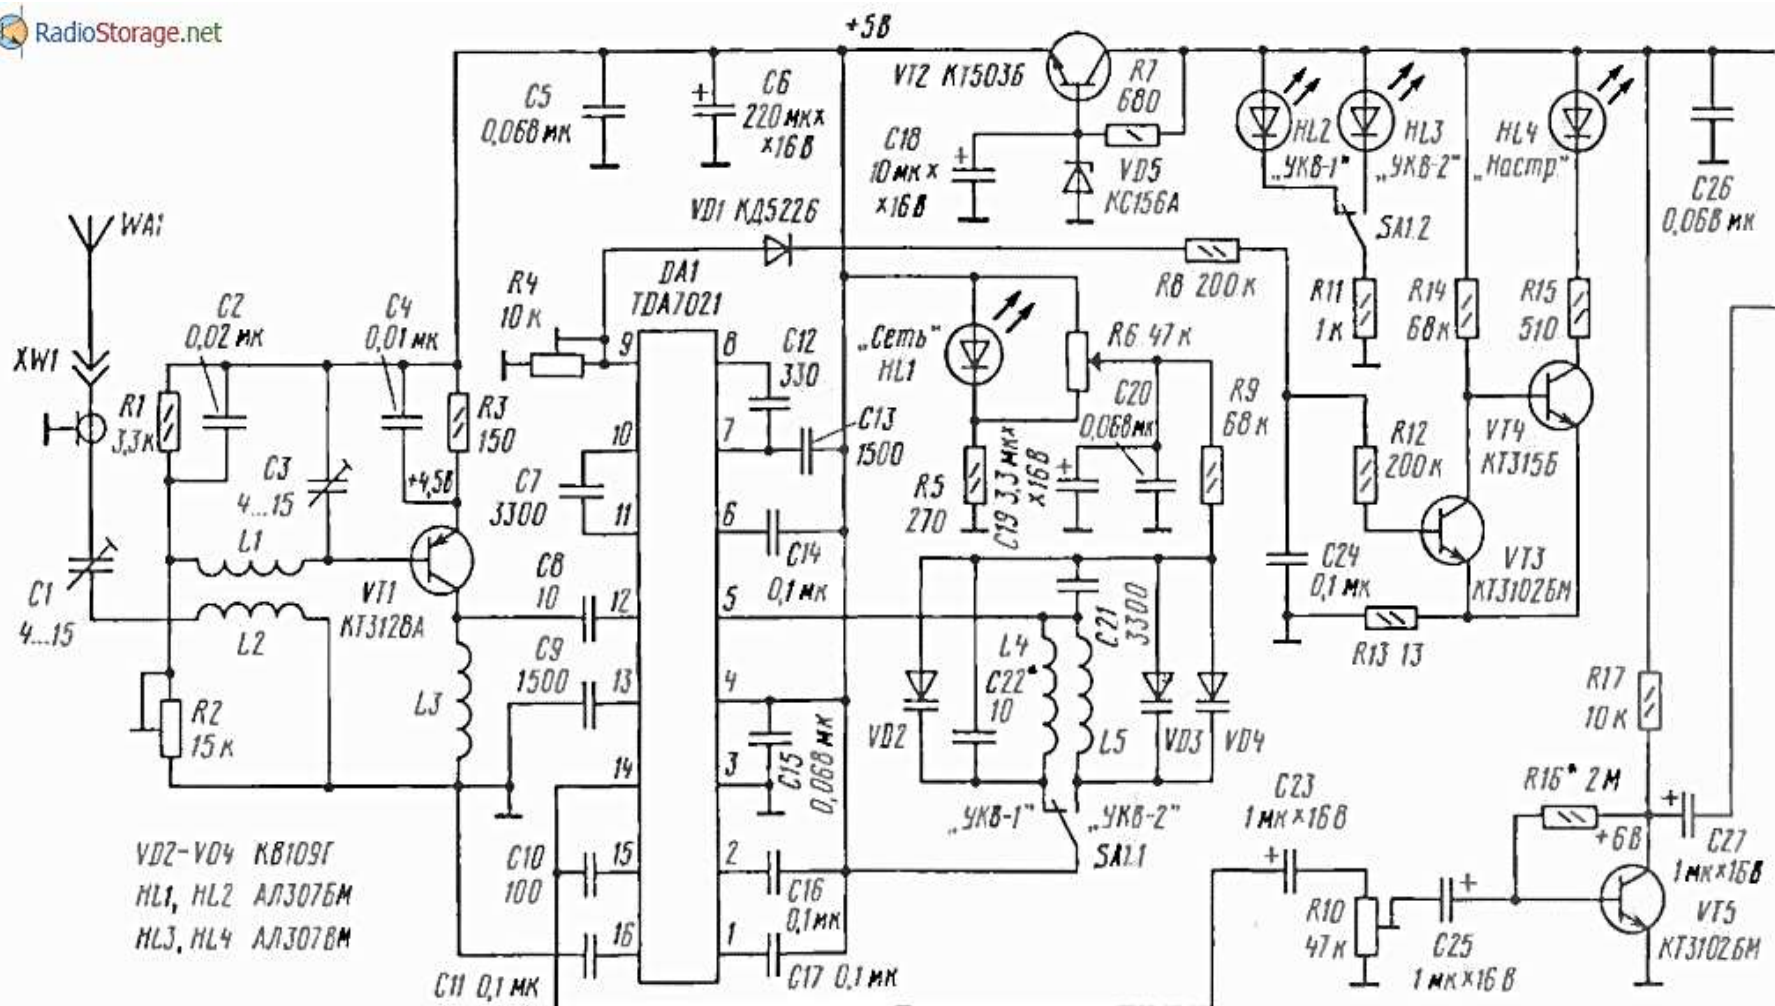 RadioStorage.net
+5В
VT2 КТ503Б
R7
680
C5
0,068 мк
C6
220 мк×
×16 В
+
C18
10 мк×
×16 В
+
VD5
КС156А
HL2
„УКВ-1"
HL3
„УКВ-2"
HL4
„Настр."
C26
0,068 мк
SA1.2
WA1
VD1 КД522Б
R8 200 к
R4
10 к
DA1
TDA7021
C2
0,02 мк
C4
0,01 мк
XW1
R1
3,3 к
R3
150
C3
4...15
+4,5В
L1
C1
4...15
L2
VT1
КТ3128А
R2
15 к
L3
9
10
11
12
13
14
15
16
8
7
6
5
4
3
2
1
C7
3300
C8
10
C9
1500
C10
100
C11 0,1 мк
C12
330
C13
1500
C14
0,1 мк
C15
0,068 мк
C16
0,1 мк
C17 0,1 мк
„Сеть"
HL1
R6 47 к
R5
270
C19 3,3 мк×
×16 В
+
C20
0,068 мк
R9
68 к
R11
1 к
R14
68 к
R15
510
R12
200 к
VT4
КТ315Б
VT3
КТ3102БМ
C24
0,1 мк
R13 13
L4
C22*
10
C21
3300
L5
VD2
VD3
VD4
„УКВ-1"
„УКВ-2"
SA1.1
R17
10 к
R16* 2 М
+6В
+
C27
1 мк×16 В
C23
1 мк×16 В
+
R10
47 к
C25
1 мк×16 В
+
VT5
КТ3102БМ
VD2-VD4 КВ109Г
HL1, HL2 АЛ307БМ
HL3, HL4 АЛ307ВМ